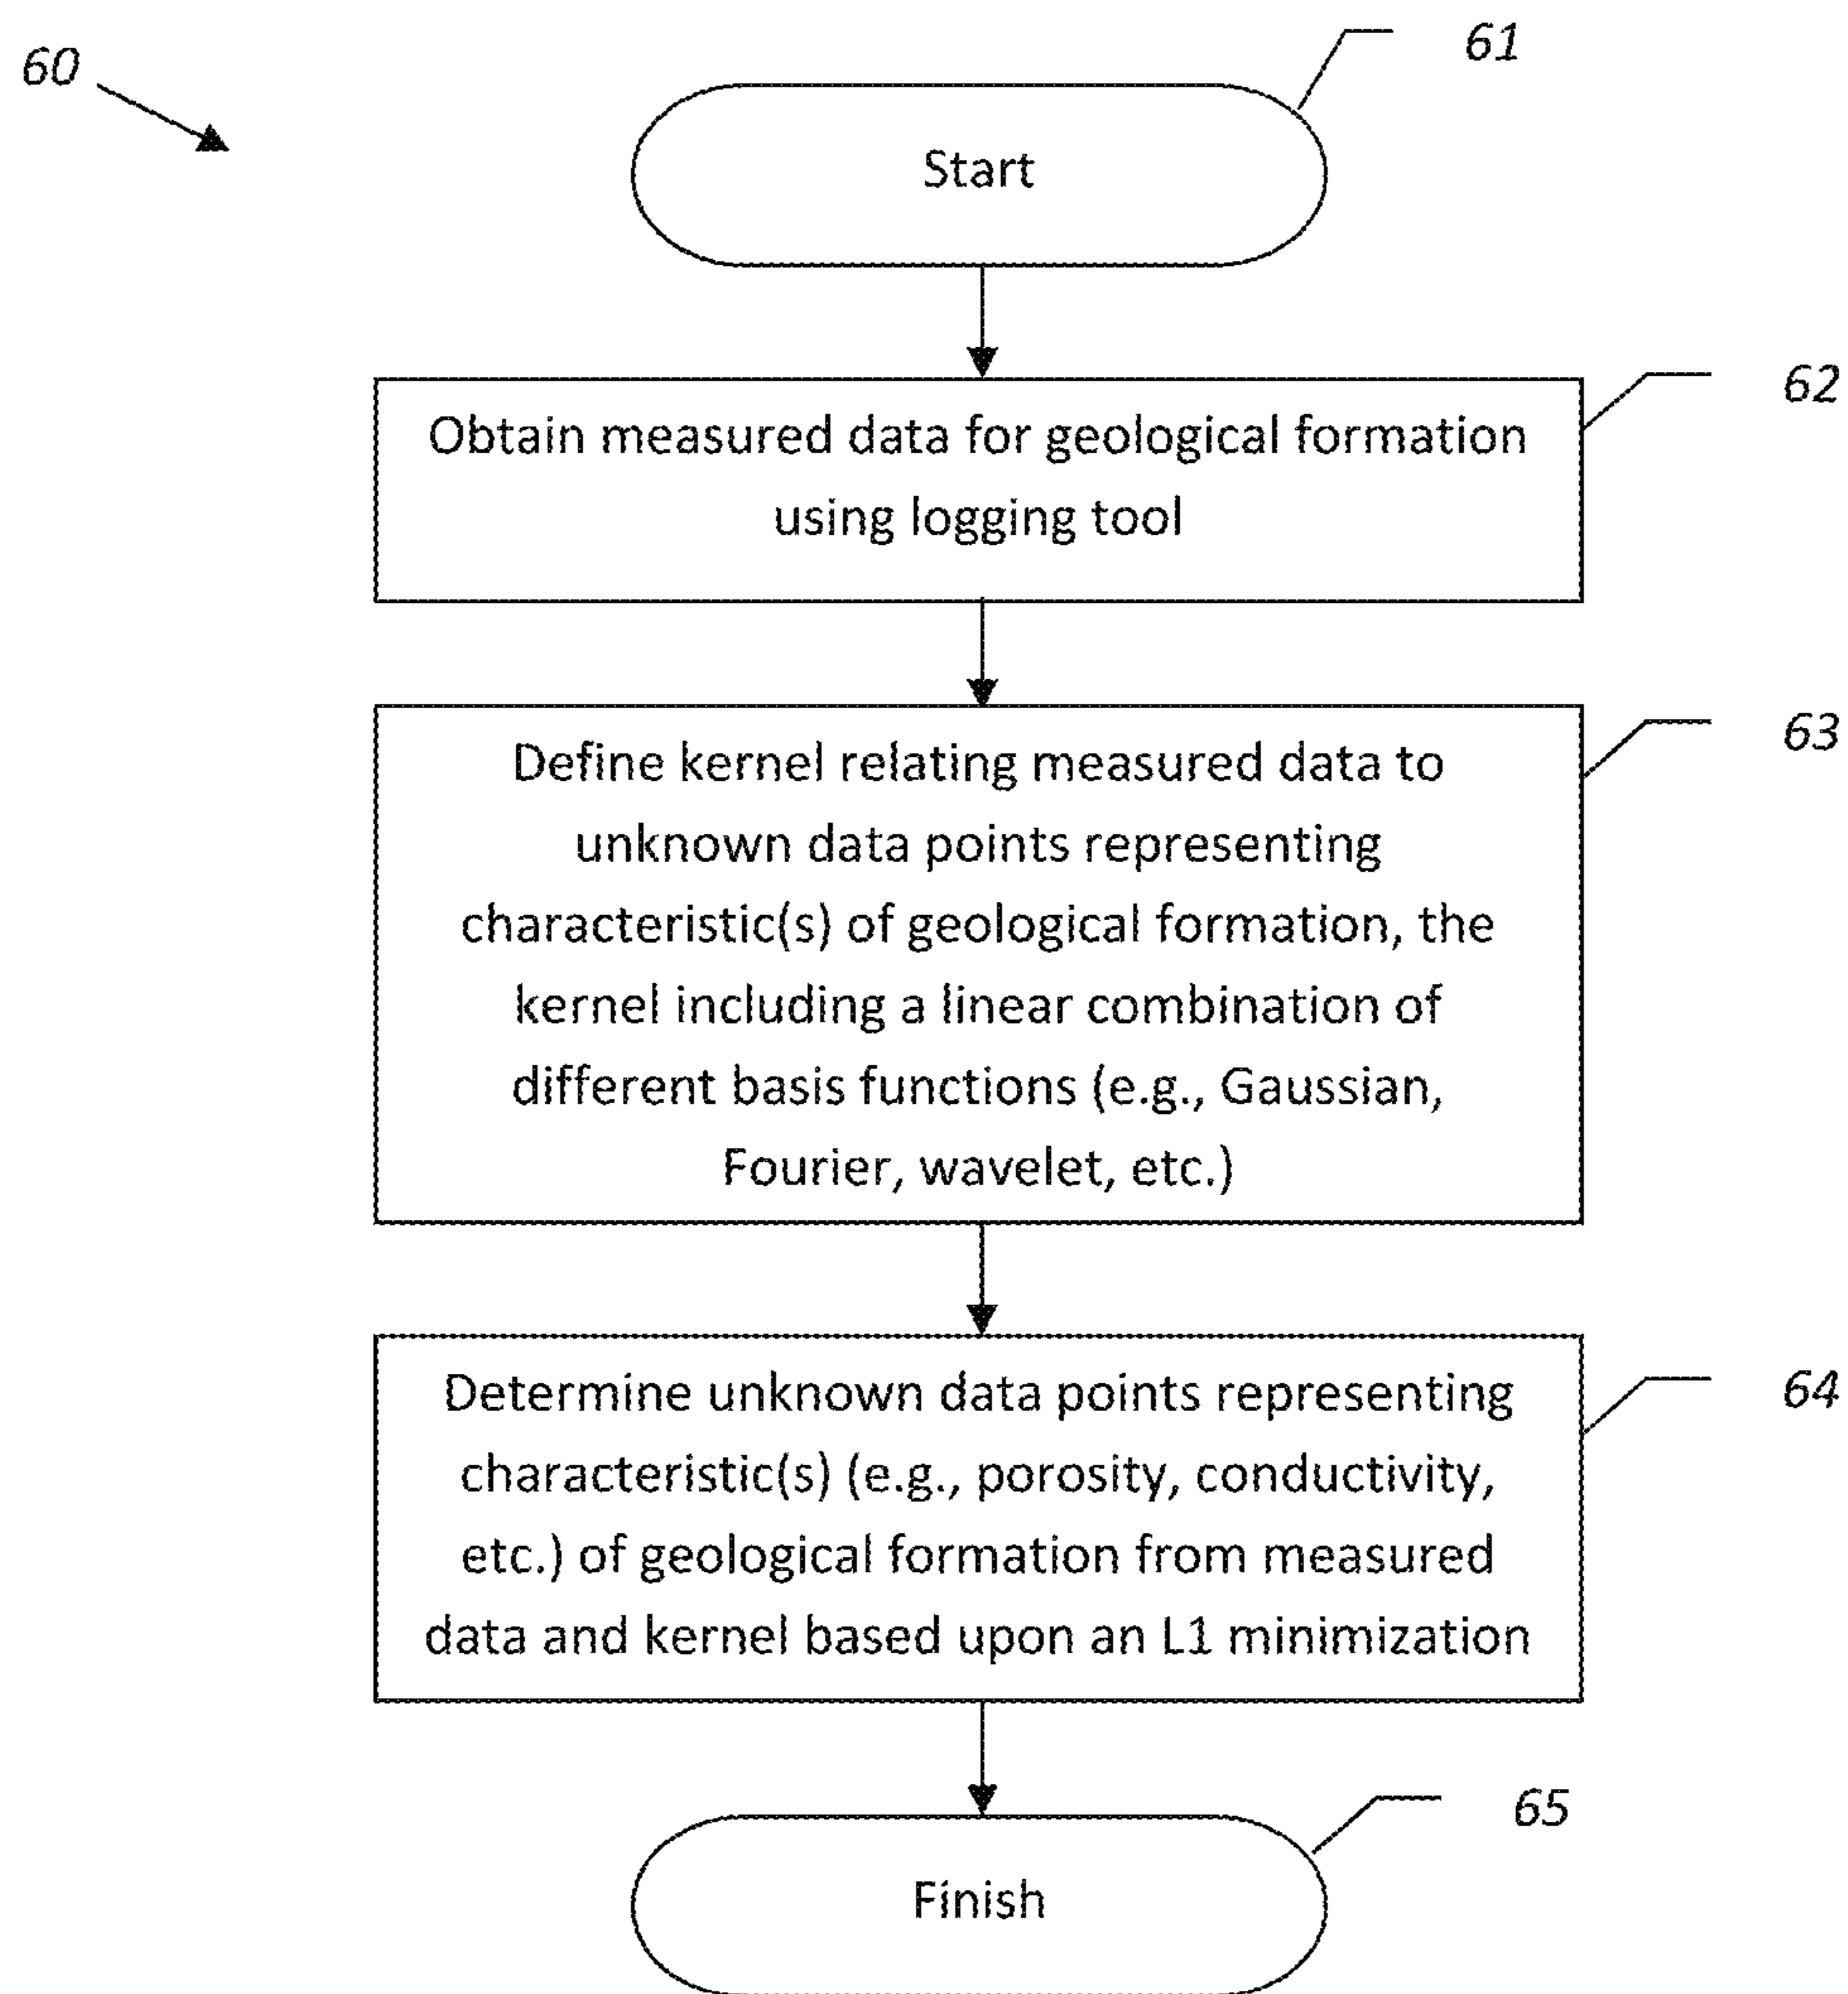 60
61
Start
62
Obtain measured data for geological formation
using logging tool
63
Define kernel relating measured data to
unknown data points representing
characteristic(s) of geological formation, the
kernel including a linear combination of
different basis functions (e.g., Gaussian,
Fourier, wavelet, etc.)
64
Determine unknown data points representing
characteristic(s) (e.g., porosity, conductivity,
etc.) of geological formation from measured
data and kernel based upon an L1 minimization
65
Finish